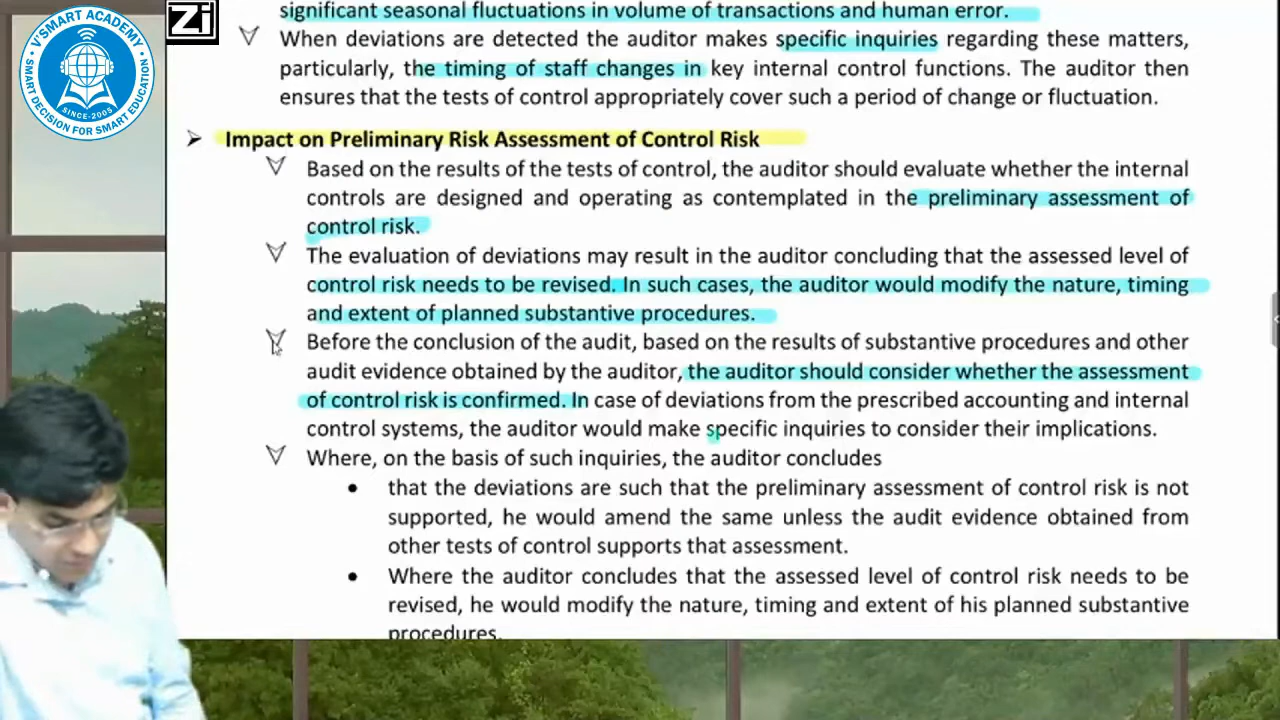 V'SMART ACADEMY
SINCE-2005
SMART DECISION FOR SMART EDUCATION
Zi
significant seasonal fluctuations in volume of transactions and human error.
When deviations are detected the auditor makes specific inquiries regarding these matters,
particularly, the timing of staff changes in key internal control functions. The auditor then
ensures that the tests of control appropriately cover such a period of change or fluctuation.
Impact on Preliminary Risk Assessment of Control Risk
Based on the results of the tests of control, the auditor should evaluate whether the internal
controls are designed and operating as contemplated in the preliminary assessment of
control risk.
The evaluation of deviations may result in the auditor concluding that the assessed level of
control risk needs to be revised. In such cases, the auditor would modify the nature, timing
and extent of planned substantive procedures.
Before the conclusion of the audit, based on the results of substantive procedures and other
audit evidence obtained by the auditor, the auditor should consider whether the assessment
of control risk is confirmed. In case of deviations from the prescribed accounting and internal
control systems, the auditor would make specific inquiries to consider their implications.
Where, on the basis of such inquiries, the auditor concludes
• that the deviations are such that the preliminary assessment of control risk is not
supported, he would amend the same unless the audit evidence obtained from
other tests of control supports that assessment.
• Where the auditor concludes that the assessed level of control risk needs to be
revised, he would modify the nature, timing and extent of his planned substantive
procedures.